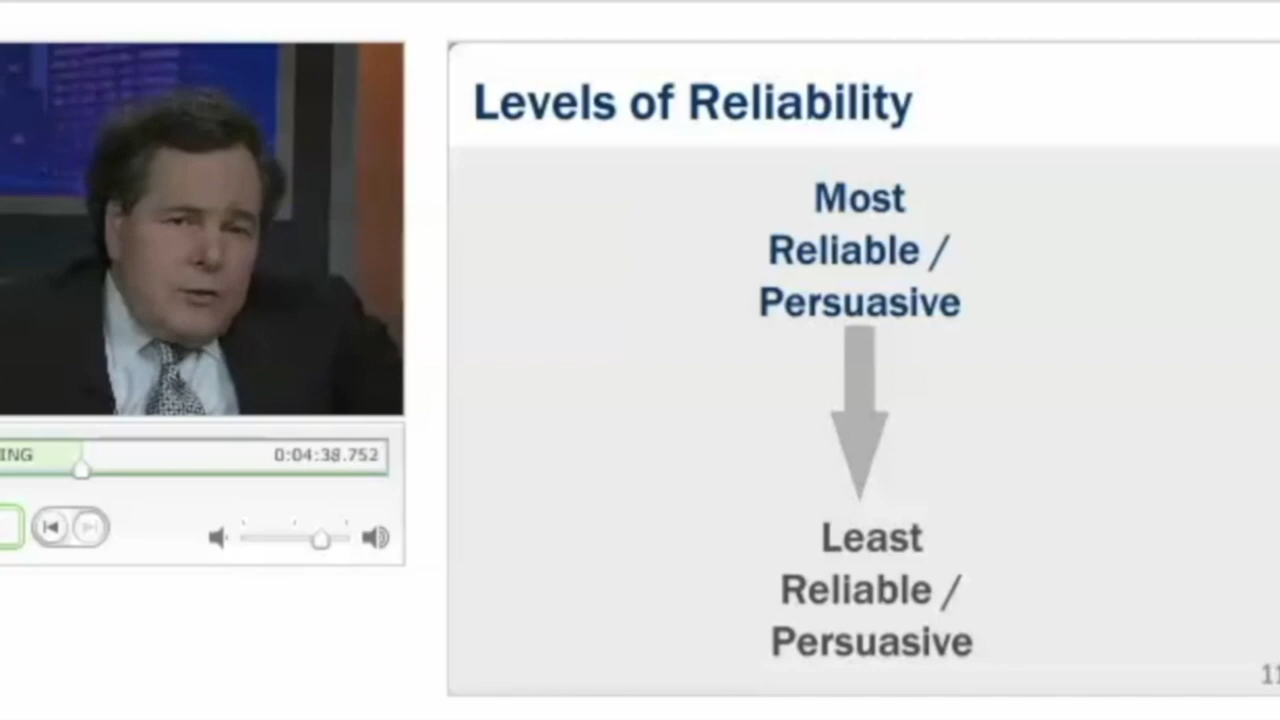 Levels of Reliability
Most
Reliable /
Persuasive
Least
Reliable /
Persuasive
ING
0:04:38.752